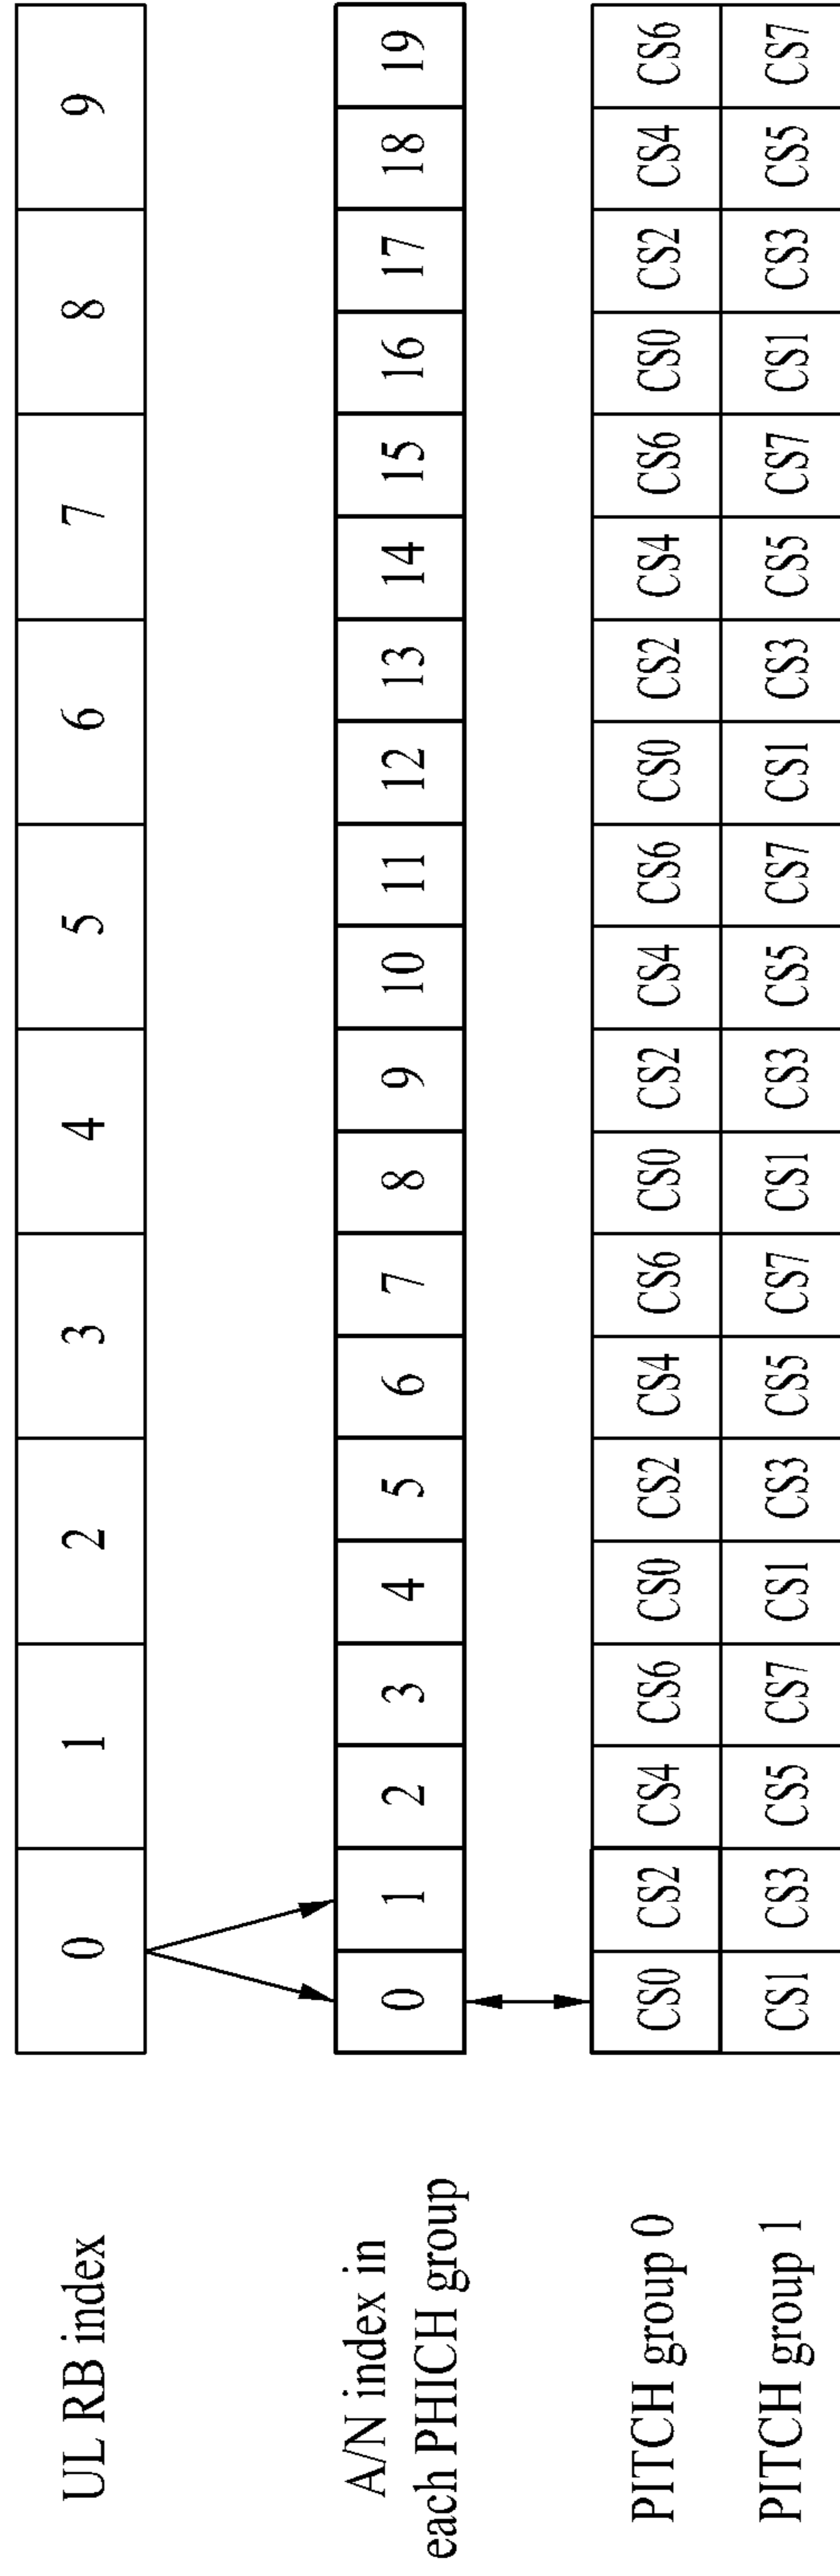 UL RB index 0 1 2 3 4 5 6 7 8 9
A/N index in
each PHICH group 0 1 2 3 4 5 6 7 8 9 10 11 12 13 14 15 16 17 18 19
PITCH group 0 CS0 CS2 CS4 CS6 CS0 CS2 CS4 CS6 CS0 CS2 CS4 CS6 CS0 CS2 CS4 CS6 CS0 CS2 CS4 CS6
PITCH group 1 CS1 CS3 CS5 CS7 CS1 CS3 CS5 CS7 CS1 CS3 CS5 CS7 CS1 CS3 CS5 CS7 CS1 CS3 CS5 CS7